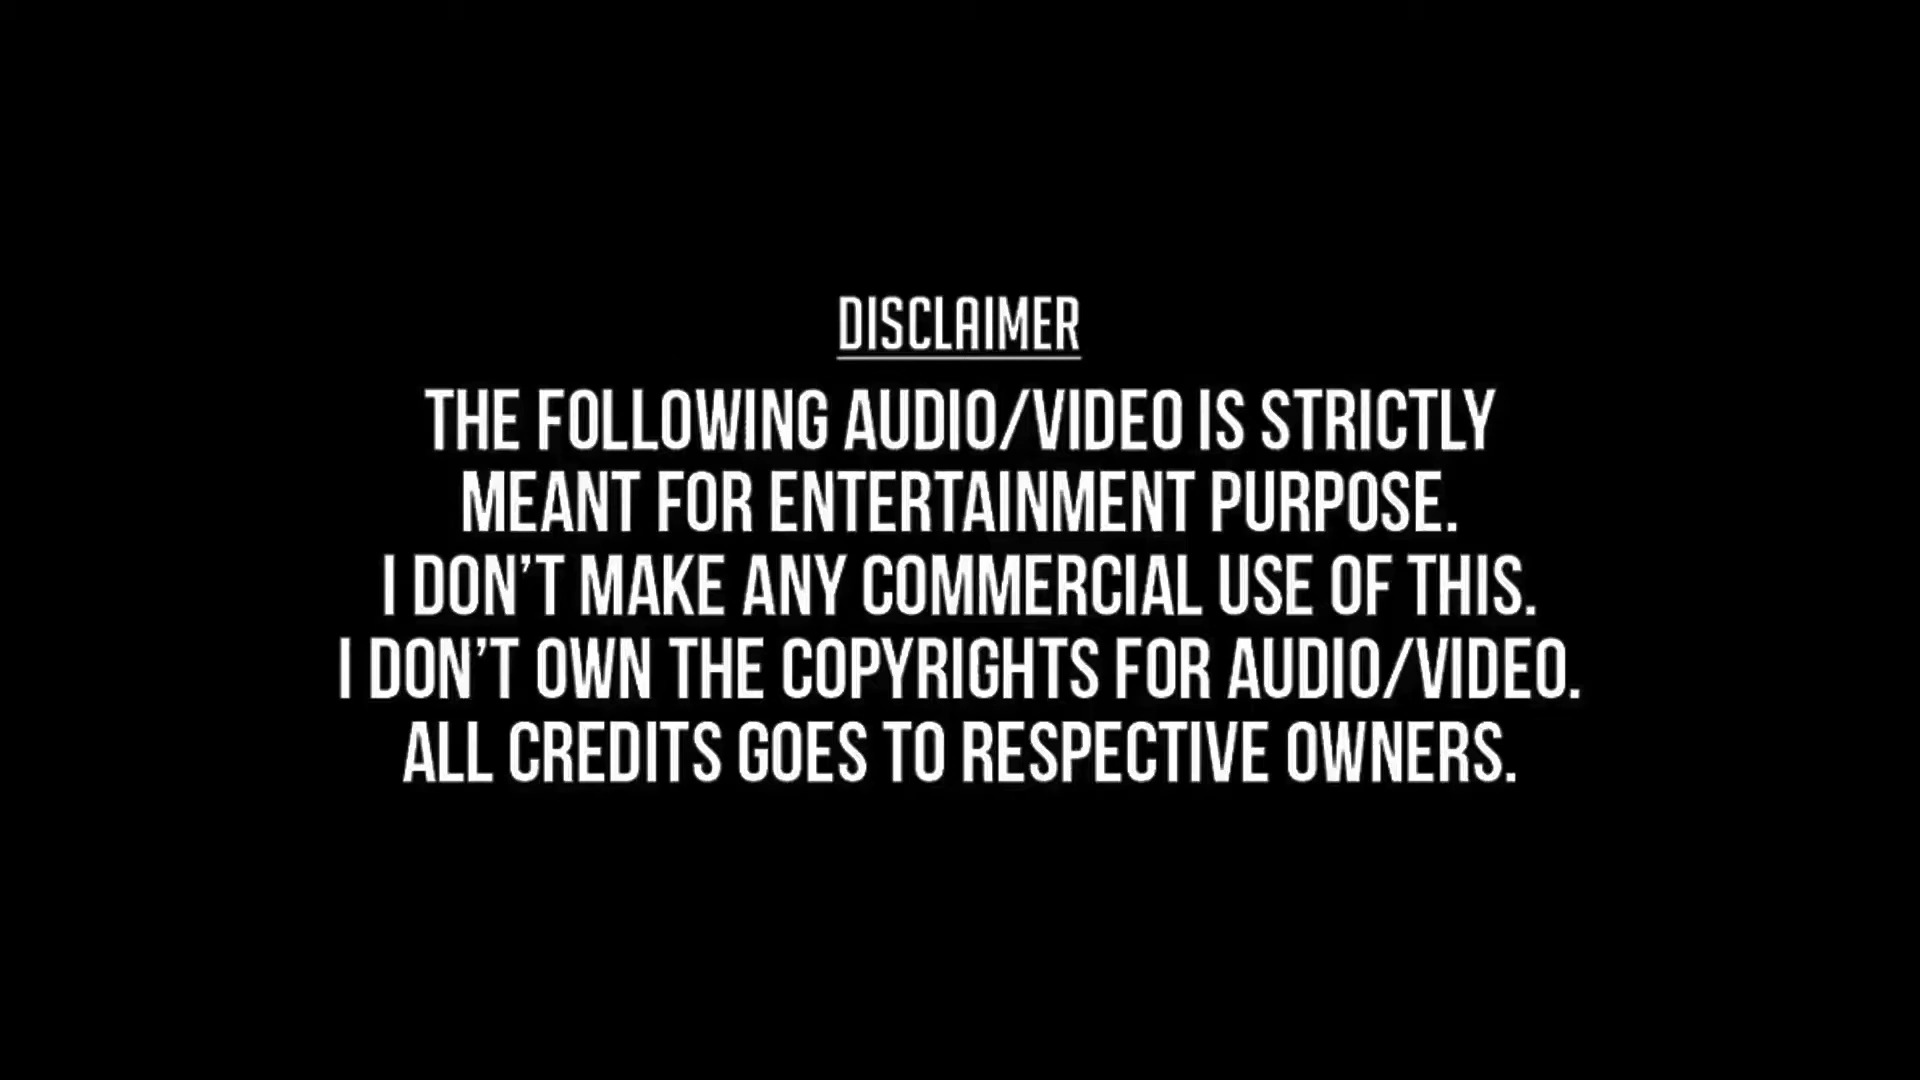 DISCLAIMER
THE FOLLOWING AUDIO/VIDEO IS STRICTLY
MEANT FOR ENTERTAINMENT PURPOSE.
I DON’T MAKE ANY COMMERCIAL USE OF THIS.
I DON’T OWN THE COPYRIGHTS FOR AUDIO/VIDEO.
ALL CREDITS GOES TO RESPECTIVE OWNERS.